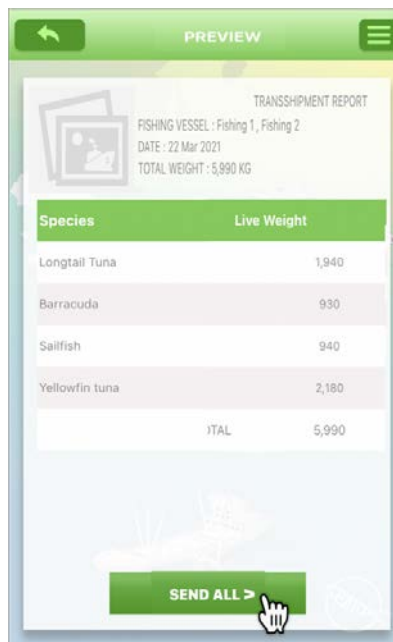 PREVIEW
TRANSSHIPMENT REPORT
FISHING VESSEL : Fishing 1 , Fishing 2
DATE : 22 Mar 2021
TOTAL WEIGHT : 5,990 KG
Species Live Weight
Longtail Tuna 1,940
Barracuda 930
Sailfish 940
Yellowfin tuna 2,180
OTAL 5,990
SEND ALL >